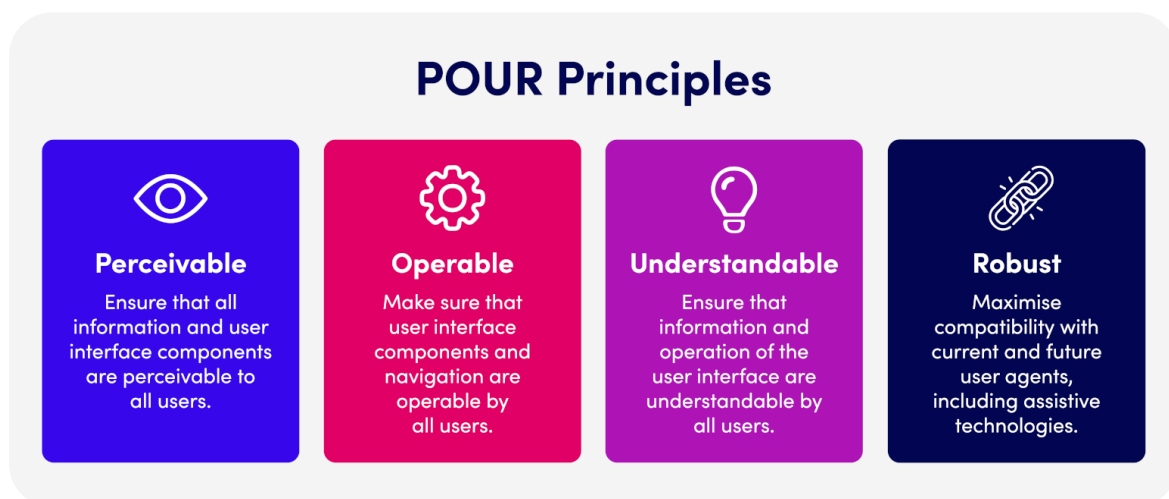 POUR Principles
Perceivable
Ensure that all
information and user
interface components
are perceivable to
all users.
Operable
Make sure that
user interface
components and
navigation are
operable by
all users.
Understandable
Ensure that
information and
operation of the
user interface are
understandable by
all users.
Robust
Maximise
compatibility with
current and future
user agents,
including assistive
technologies.